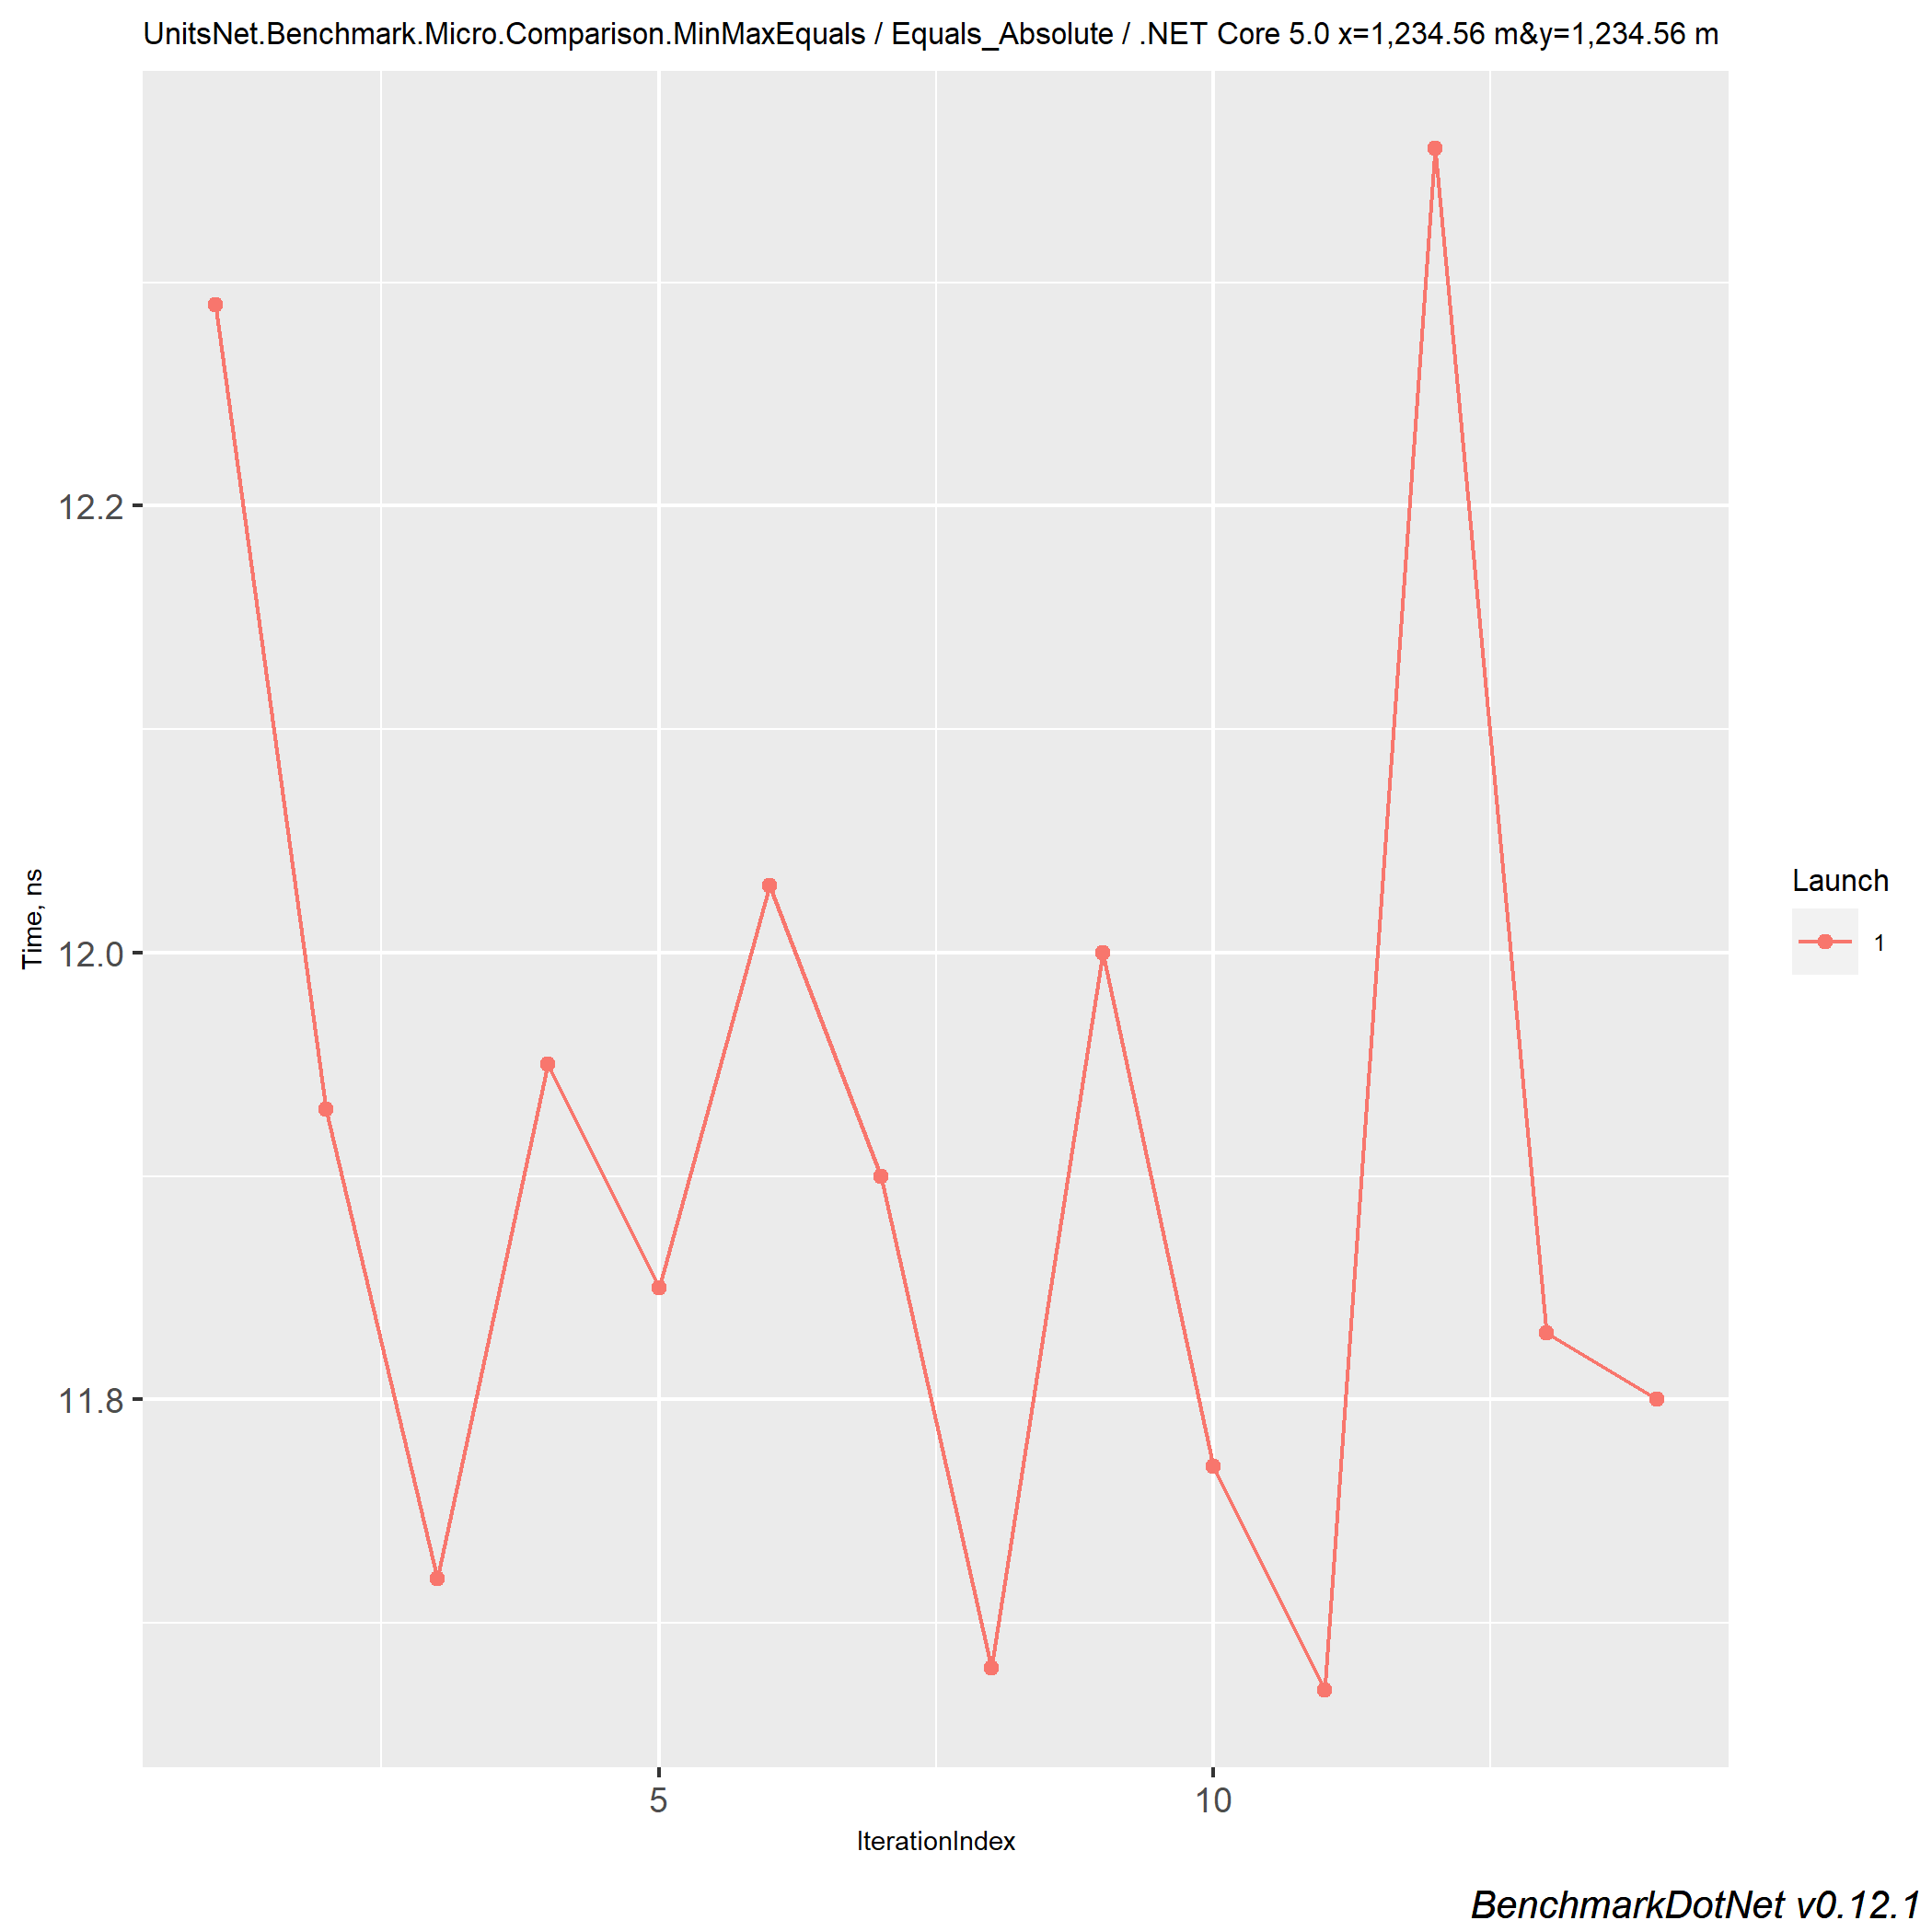 UnitsNet.Benchmark.Micro.Comparison.MinMaxEquals / Equals_Absolute / .NET Core 5.0 x=1,234.56 m&y=1,234.56 m
12.2
12.0
11.8
Time, ns
5
10
IterationIndex
Launch
1
BenchmarkDotNet v0.12.1